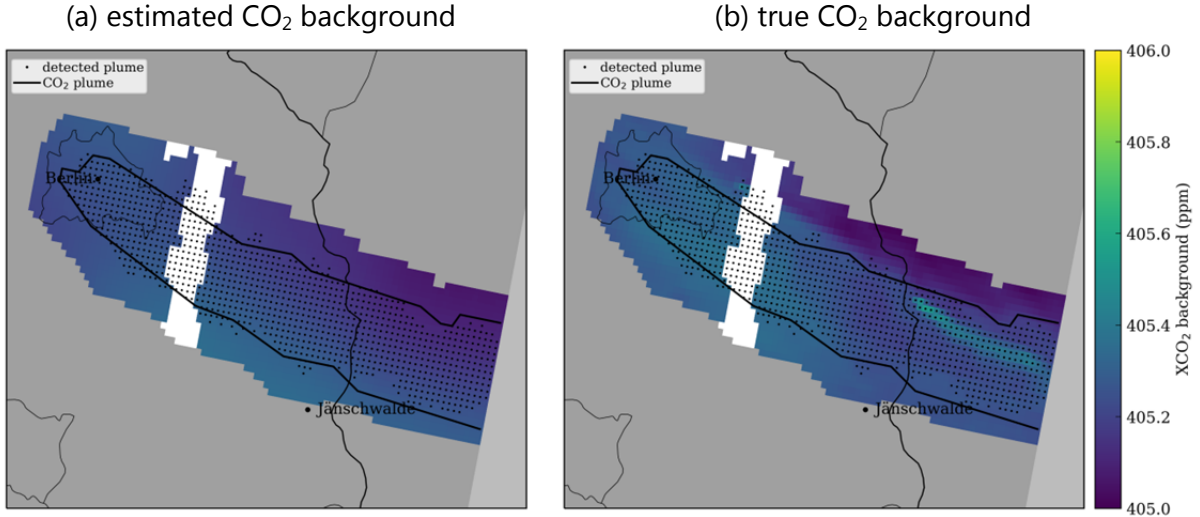 (a) estimated CO₂ background
(b) true CO₂ background
detected plume
CO₂ plume
Berlin
Jänschwalde
detected plume
CO₂ plume
Berlin
Jänschwalde
406.0
405.8
405.6
405.4
405.2
405.0
XCO₂ background (ppm)